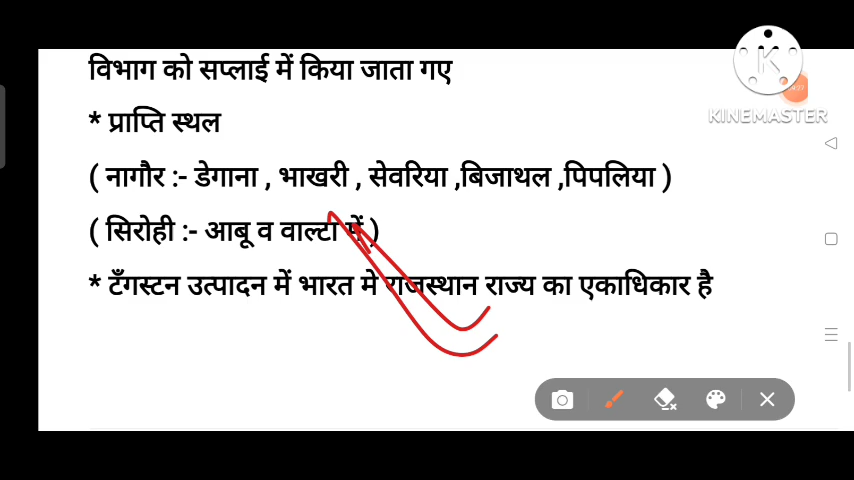 विभाग को सप्लाई में किया जाता गए
* प्राप्ति स्थल
( नागौर :- डेगाना , भाखरी , सेवरिया ,बिजाथल ,पिपलिया )
( सिरोही :- आबू व वाल्टा में )
* टँगस्टन उत्पादन में भारत मे राजस्थान राज्य का एकाधिकार है
KINEMASTER